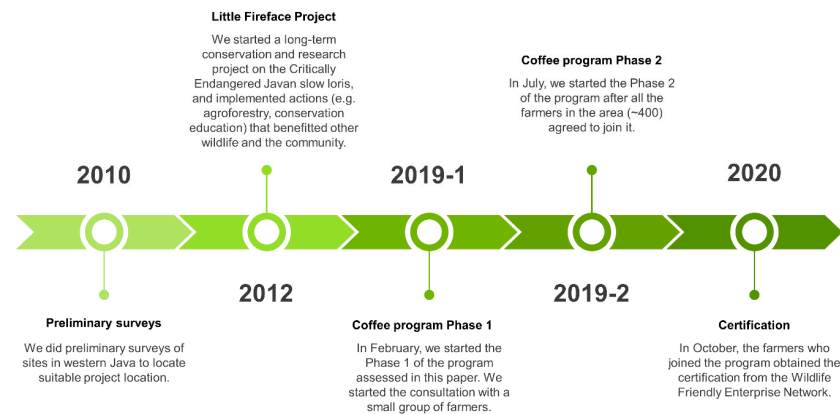 Little Fireface Project
We started a long-term
conservation and research
project on the Critically
Endangered Javan slow loris,
and implemented actions (e.g.
agroforestry, conservation
education) that benefitted other
wildlife and the community.
Coffee program Phase 2
In July, we started the Phase 2
of the program after all the
farmers in the area (~400)
agreed to join it.
2010
2019-1
2020
2012
2019-2
Preliminary surveys
We did preliminary surveys of
sites in western Java to locate
suitable project location.
Coffee program Phase 1
In February, we started the
Phase 1 of the program
assessed in this paper. We
started the consultation with a
small group of farmers.
Certification
In October, the farmers who
joined the program obtained the
certification from the Wildlife
Friendly Enterprise Network.